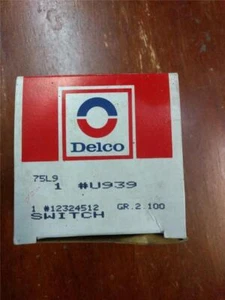 Delco
75L9
1 #U939
1 #12324512 GR.2.100
SWITCH